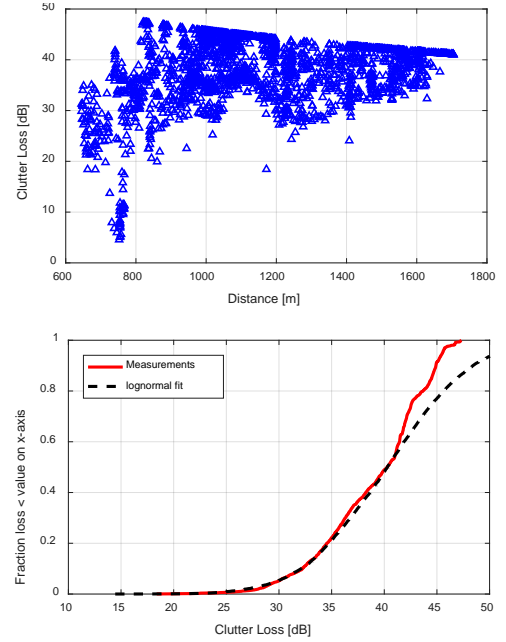 50
40
30
20
10
0
Clutter Loss [dB]
600 800 1000 1200 1400 1600 1800
Distance [m]
1
0.8
0.6
0.4
0.2
0
Fraction loss < value on x-axis
Measurements
lognormal fit
10 15 20 25 30 35 40 45 50
Clutter Loss [dB]